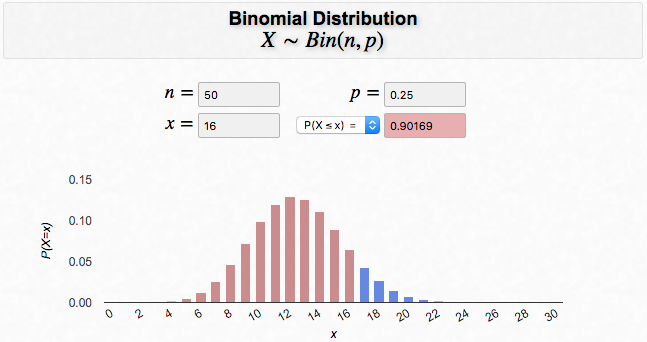 Binomial Distribution
X ~ Bin(n, p)
n = 50 p = 0.25
x = 16 P(X ≤ x) = 0.90169
0.15
0.10
0.05
0.00
P(X=x)
0 2 4 6 8 10 12 14 16 18 20 22 24 26 28 30
x